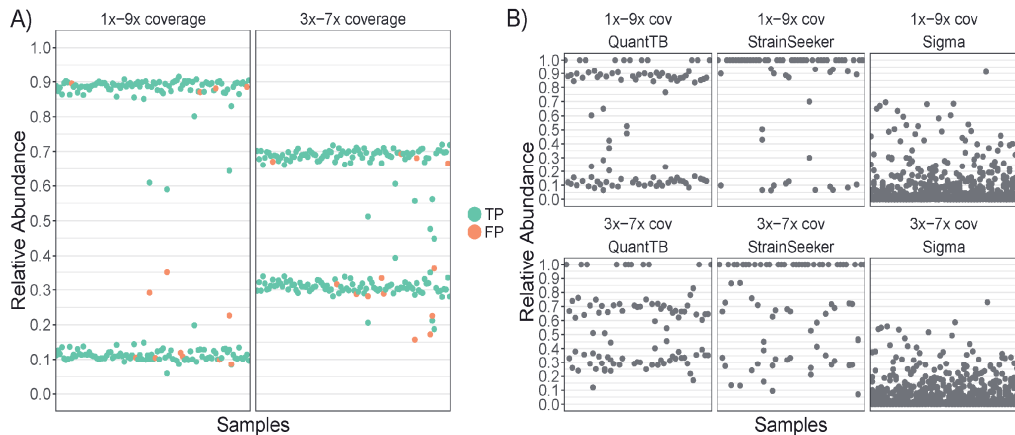 A)
1x–9x coverage
3x–7x coverage
Relative Abundance
1.0
0.9
0.8
0.7
0.6
0.5
0.4
0.3
0.2
0.1
0.0
Samples
TP
FP
B)
1x–9x cov
QuantTB
1x–9x cov
StrainSeeker
1x–9x cov
Sigma
Relative Abundance
1.0
0.9
0.8
0.7
0.6
0.5
0.4
0.3
0.2
0.1
0.0
3x–7x cov
QuantTB
3x–7x cov
StrainSeeker
3x–7x cov
Sigma
1.0
0.9
0.8
0.7
0.6
0.5
0.4
0.3
0.2
0.1
0.0
Samples